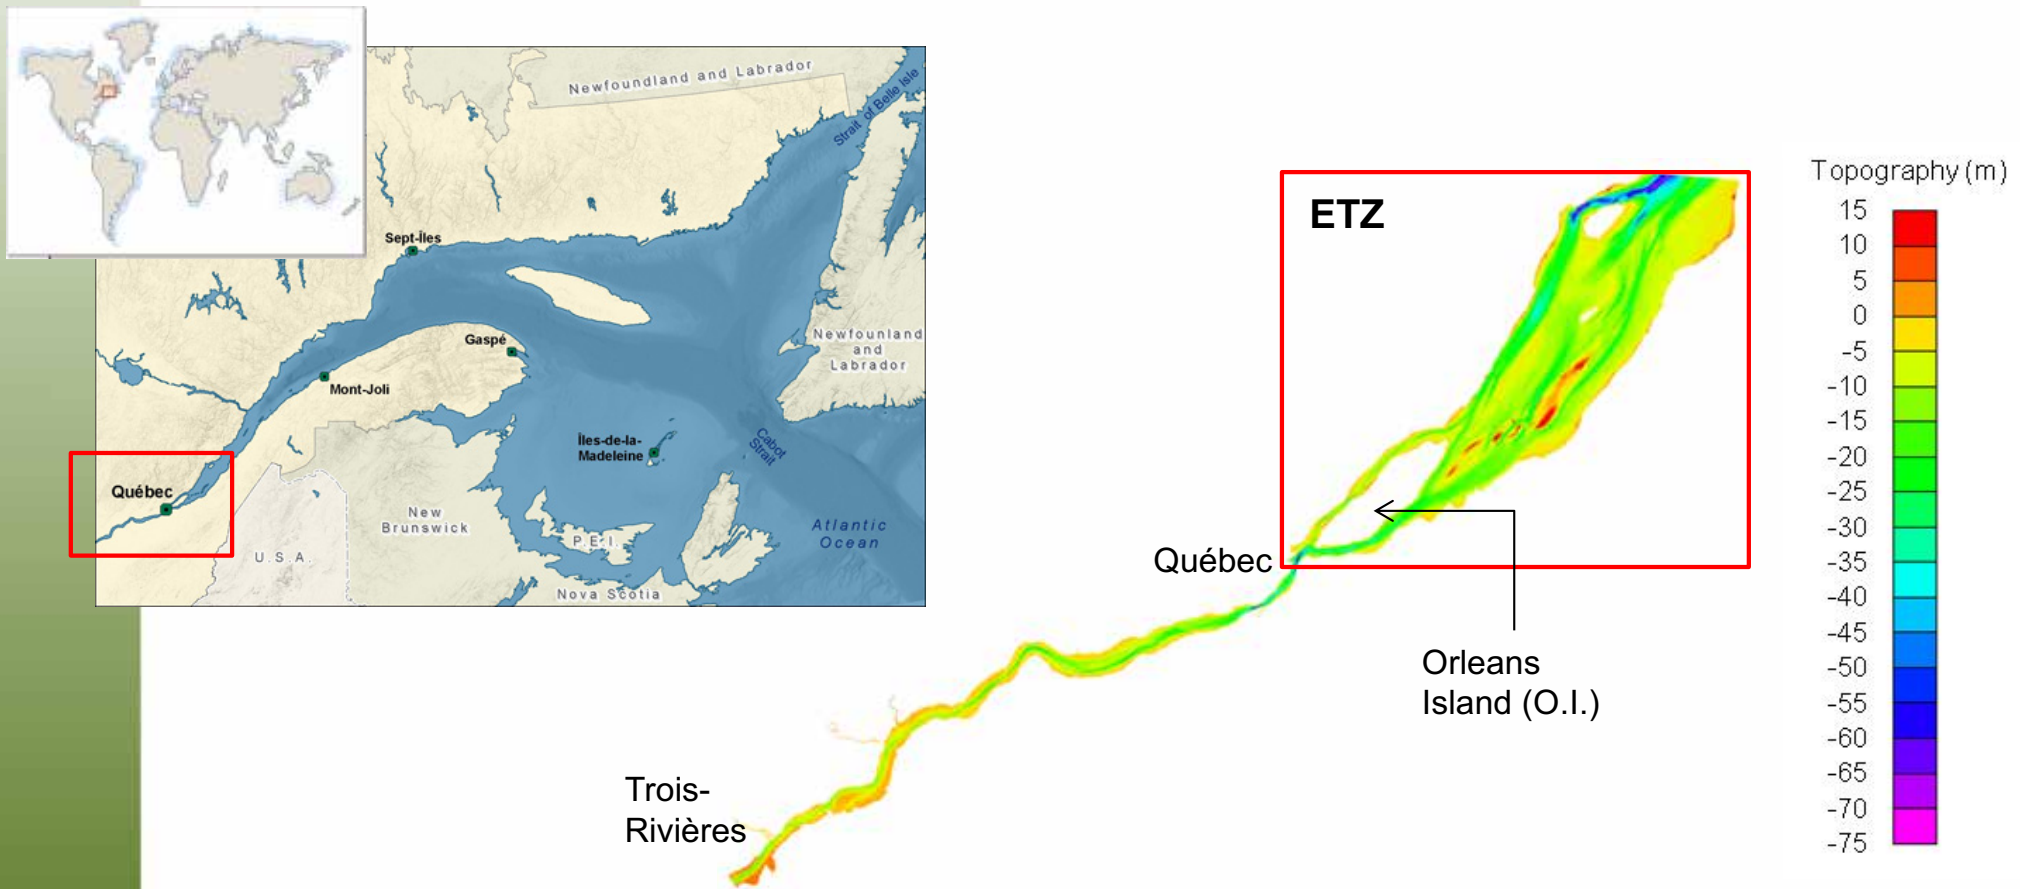 Newfoundland and Labrador
Strait of Belle Isle
Sept-Îles
Gaspé
Newfounland
and
Labrador
Mont-Joli
Îles-de-la-
Madeleine
Cabot
Strait
Québec
New
Brunswick
P.E.I.
Atlantic
Ocean
U.S.A.
Nova Scotia
ETZ
Québec
Orleans
Island (O.I.)
Trois-
Rivières
Topography (m)
15
10
5
0
-5
-10
-15
-20
-25
-30
-35
-40
-45
-50
-55
-60
-65
-70
-75